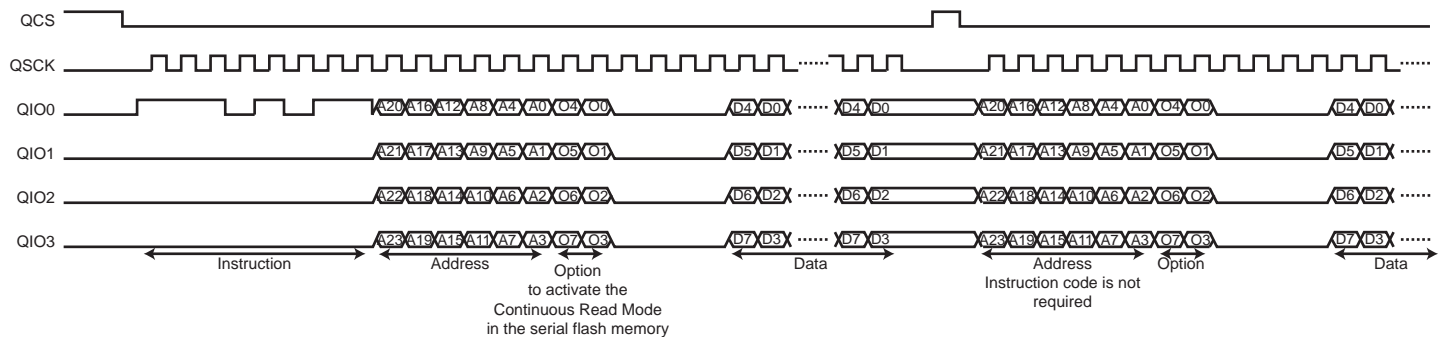 QCS
QSCK
QIO0 A20 A16 A12 A8 A4 A0 O4 O0 D4 D0 D4 D0 A20 A16 A12 A8 A4 A0 O4 O0 D4 D0
QIO1 A21 A17 A13 A9 A5 A1 O5 O1 D5 D1 D5 D1 A21 A17 A13 A9 A5 A1 O5 O1 D5 D1
QIO2 A22 A18 A14 A10 A6 A2 O6 O2 D6 D2 D6 D2 A22 A18 A14 A10 A6 A2 O6 O2 D6 D2
QIO3 A23 A19 A15 A11 A7 A3 O7 O3 D7 D3 D7 D3 A23 A19 A15 A11 A7 A3 O7 O3 D7 D3
Instruction
Address
Option
to activate the
Continuous Read Mode
in the serial flash memory
Data
Address
Instruction code is not
required
Option
Data